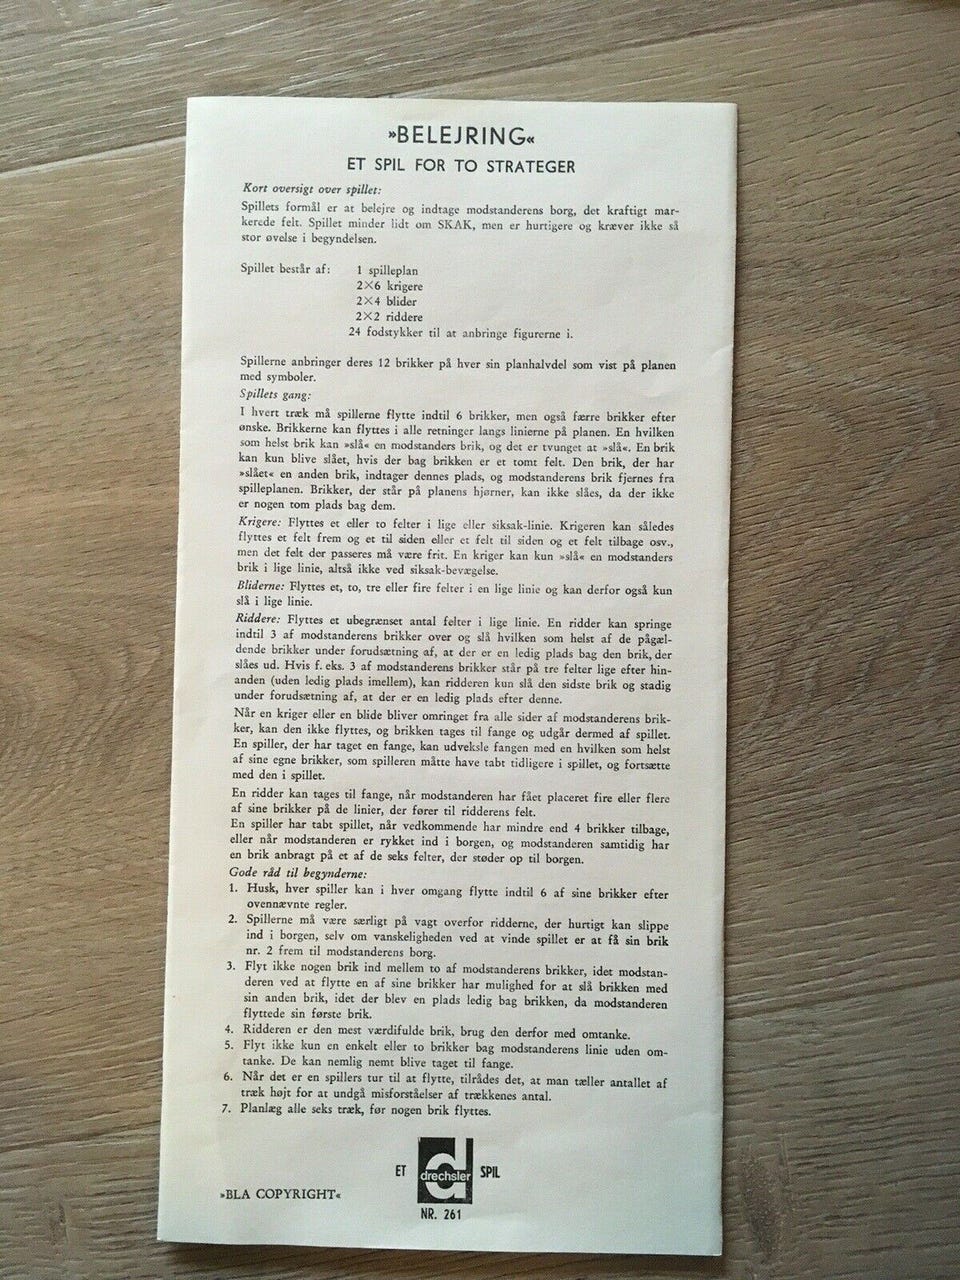 »BELEJRING«
ET SPIL FOR TO STRATEGER
Kort oversigt over spillet:
Spillets formål er at belejre og indtage modstanderens borg, det kraftigt mar-
kerede felt. Spillet minder lidt om SKAK, men er hurtigere og kræver ikke så
stor øvelse i begyndelsen.
Spillet består af: 1 spilleplan
2×6 krigere
2×4 blider
2×2 riddere
24 fodstykker til at anbringe figurerne i.
Spillerne anbringer deres 12 brikker på hver sin planhalvdel som vist på planen
med symboler.
Spillets gang:
I hvert træk må spillerne flytte indtil 6 brikker, men også færre brikker efter
ønske. Brikkerne kan flyttes i alle retninger langs linierne på planen. En hvilken
som helst brik kan »slå« en modstanders brik, og det er tvunget at »slå«. En brik
kan kun blive slået, hvis der bag brikken er et tomt felt. Den brik, der har
»slået« en anden brik, indtager dennes plads, og modstanderens brik fjernes fra
spilleplanen. Brikker, der står på planens hjørner, kan ikke slåes, da der ikke
er nogen tom plads bag dem.
Krigere: Flyttes et eller to felter i lige eller siksak-linie. Krigeren kan således
flyttes et felt frem og et til siden eller et felt til siden og et felt tilbage osv.,
men det felt der passeres må være frit. En kriger kan kun »slå« en modstanders
brik i lige linie, altså ikke ved siksak-bevægelse.
Bliderne: Flyttes et, to, tre eller fire felter i en lige linie og kan derfor også kun
slå i lige linie.
Riddere: Flyttes et ubegrænset antal felter i lige linie. En ridder kan springe
indtil 3 af modstanderens brikker over og slå hvilken som helst af de pågæl-
dende brikker under forudsætning af, at der er en ledig plads bag den brik, der
slåes ud. Hvis f. eks. 3 af modstanderens brikker står på tre felter lige efter hin-
anden (uden ledig plads imellem), kan ridderen kun slå den sidste brik og stadig
under forudsætning af, at der er en ledig plads efter denne.
Når en kriger eller en blide bliver omringet fra alle sider af modstanderens brik-
ker, kan den ikke flyttes, og brikken tages til fange og udgår dermed af spillet.
En spiller, der har taget en fange, kan udveksle fangen med en hvilken som helst
af sine egne brikker, som spilleren måtte have tabt tidligere i spillet, og fortsætte
med den i spillet.
En ridder kan tages til fange, når modstanderen har fået placeret fire eller flere
af sine brikker på de linier, der fører til ridderens felt.
En spiller har tabt spillet, når vedkommende har mindre end 4 brikker tilbage,
eller når modstanderen er rykket ind i borgen, og modstanderen samtidig har
en brik anbragt på et af de seks felter, der støder op til borgen.
Gode råd til begynderne:
1. Husk, hver spiller kan i hver omgang flytte indtil 6 af sine brikker efter
ovennævnte regler.
2. Spillerne må være særligt på vagt overfor ridderne, der hurtigt kan slippe
ind i borgen, selv om vanskeligheden ved at vinde spillet er at få sin brik
nr. 2 frem til modstanderens borg.
3. Flyt ikke nogen brik ind mellem to af modstanderens brikker, idet modstan-
deren ved at flytte en af sine brikker har mulighed for at slå brikken med
sin anden brik, idet der blev en plads ledig bag brikken, da modstanderen
flyttede sin første brik.
4. Ridderen er den mest værdifulde brik, brug den derfor med omtanke.
5. Flyt ikke kun en enkelt eller to brikker bag modstanderens linie uden om-
tanke. De kan nemlig nemt blive taget til fange.
6. Når det er en spillers tur til at flytte, tilrådes det, at man tæller antallet af
træk højt for at undgå misforståelser af trækkenes antal.
7. Planlæg alle seks træk, før nogen brik flyttes.
ET drechsler SPIL
»BLA COPYRIGHT«
NR. 261